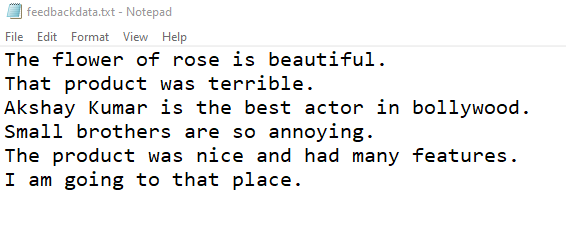 feedbackdata.txt - Notepad
File Edit Format View Help
The flower of rose is beautiful.
That product was terrible.
Akshay Kumar is the best actor in bollywood.
Small brothers are so annoying.
The product was nice and had many features.
I am going to that place.